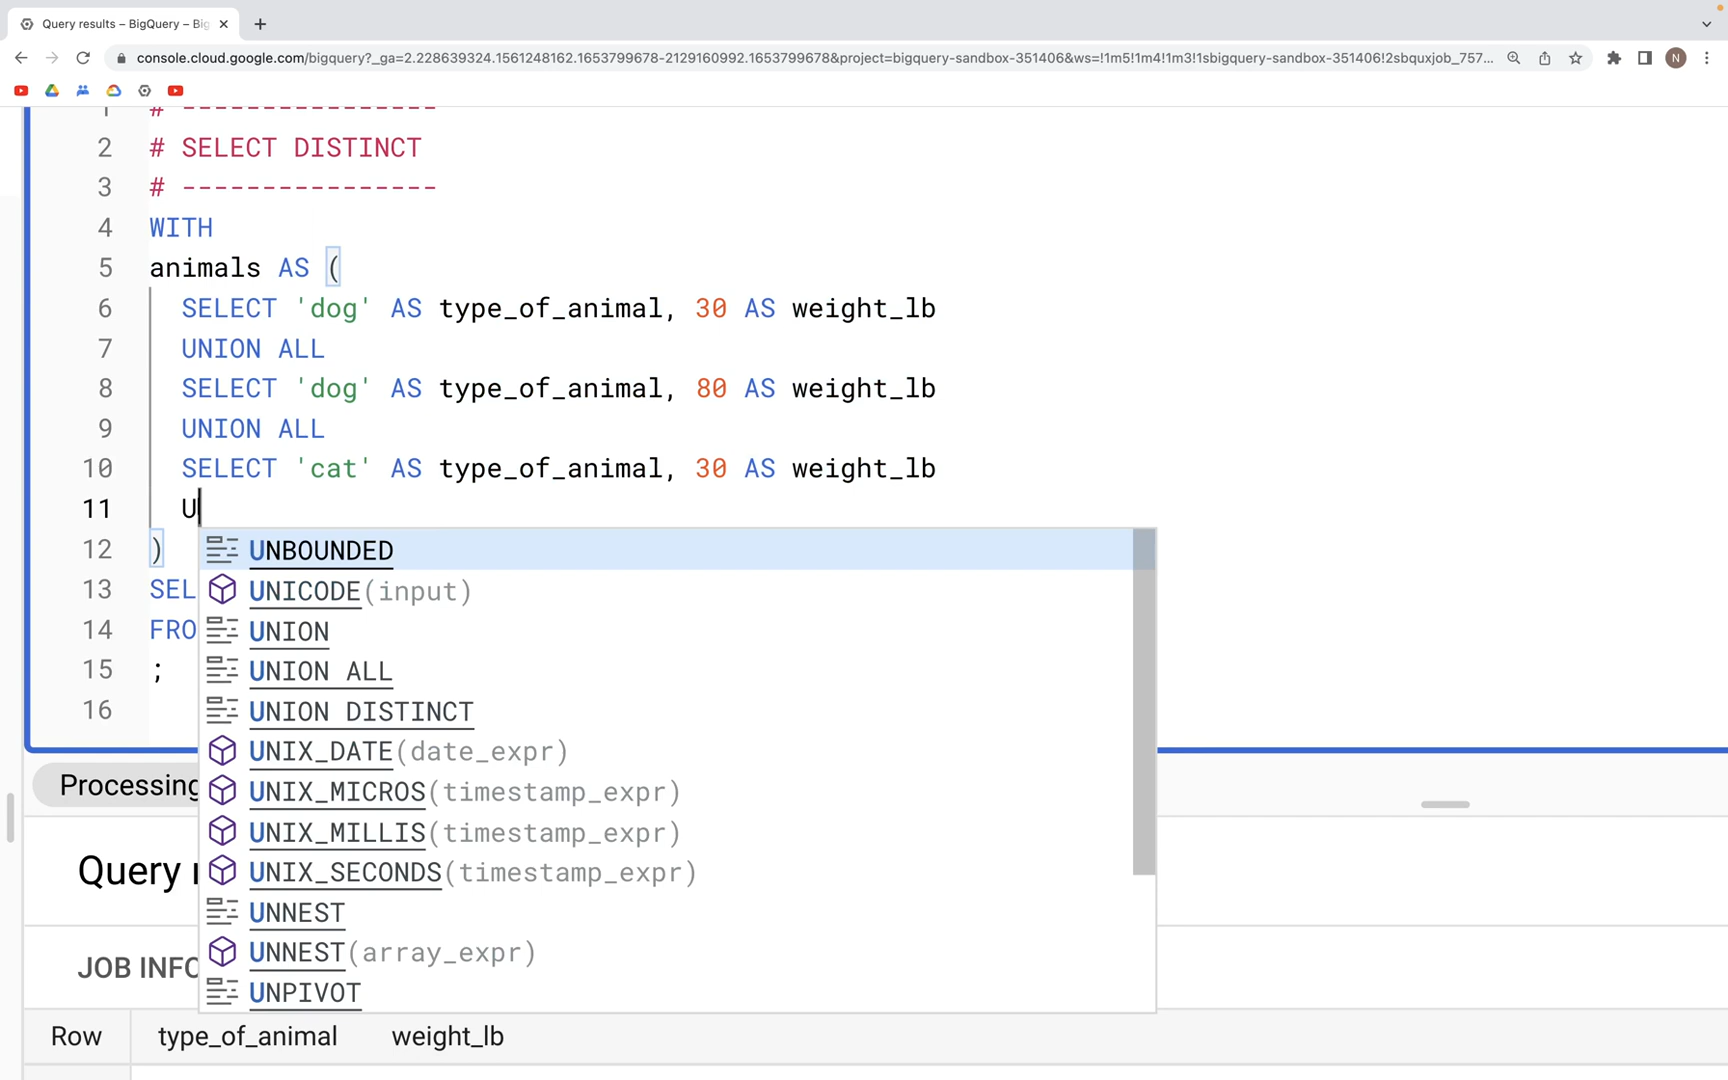 Query results – BigQuery – Big
console.cloud.google.com/bigquery?_ga=2.228639324.1561248162.1653799678-2129160992.1653799678&project=bigquery-sandbox-351406&ws=!1m5!1m4!1m3!1sbigquery-sandbox-351406!2sbquxjob_757...
N
1 # ----------------
2 # SELECT DISTINCT
3 # ----------------
4 WITH
5 animals AS (
6 SELECT 'dog' AS type_of_animal, 30 AS weight_lb
7 UNION ALL
8 SELECT 'dog' AS type_of_animal, 80 AS weight_lb
9 UNION ALL
10 SELECT 'cat' AS type_of_animal, 30 AS weight_lb
11 U
12 )
UNBOUNDED
13 SEL
UNICODE(input)
14 FRO
UNION
15 ;
UNION ALL
16
UNION DISTINCT
UNIX_DATE(date_expr)
Processing
UNIX_MICROS(timestamp_expr)
UNIX_MILLIS(timestamp_expr)
Query r
UNIX_SECONDS(timestamp_expr)
UNNEST
UNNEST(array_expr)
JOB INFO
UNPIVOT
Row type_of_animal weight_lb